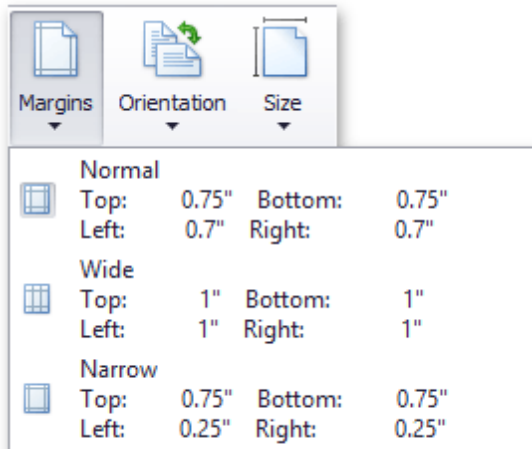 Margins Orientation Size
Normal
Top: 0.75" Bottom: 0.75"
Left: 0.7" Right: 0.7"
Wide
Top: 1" Bottom: 1"
Left: 1" Right: 1"
Narrow
Top: 0.75" Bottom: 0.75"
Left: 0.25" Right: 0.25"